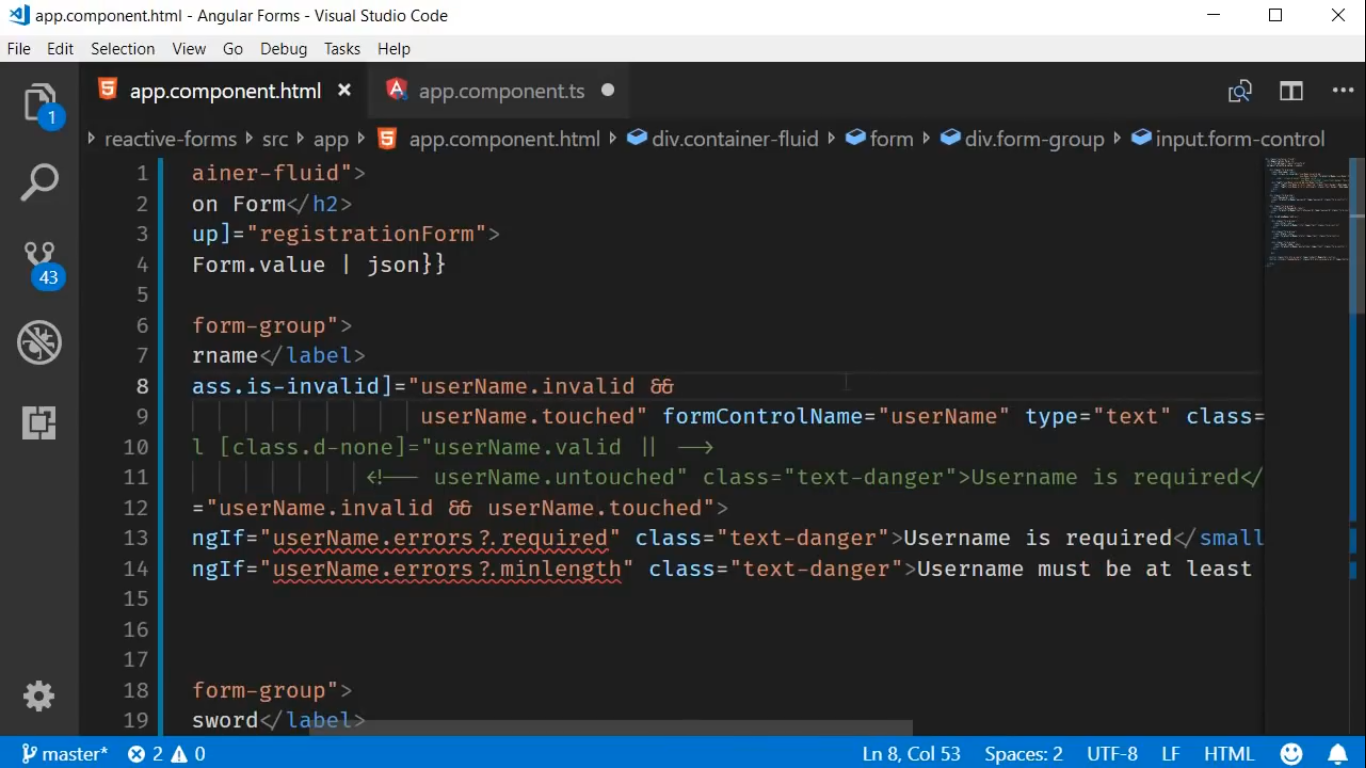 app.component.html - Angular Forms - Visual Studio Code
File Edit Selection View Go Debug Tasks Help
app.component.html × app.component.ts
reactive-forms src app app.component.html div.container-fluid form div.form-group input.form-control
1
43
1 ainer-fluid">
2 on Form</h2>
3 up]="registrationForm">
4 Form.value | json}}
5
6 form-group">
7 rname</label>
8 ass.is-invalid]="userName.invalid &&
9 userName.touched" formControlName="userName" type="text" class=
10 l [class.d-none]="userName.valid || -->
11 <!-- userName.untouched" class="text-danger">Username is required</
12 ="userName.invalid && userName.touched">
13 ngIf="userName.errors?.required" class="text-danger">Username is required</small
14 ngIf="userName.errors?.minlength" class="text-danger">Username must be at least
15
16
17
18 form-group">
19 sword</label>
master* 2 0 Ln 8, Col 53 Spaces: 2 UTF-8 LF HTML